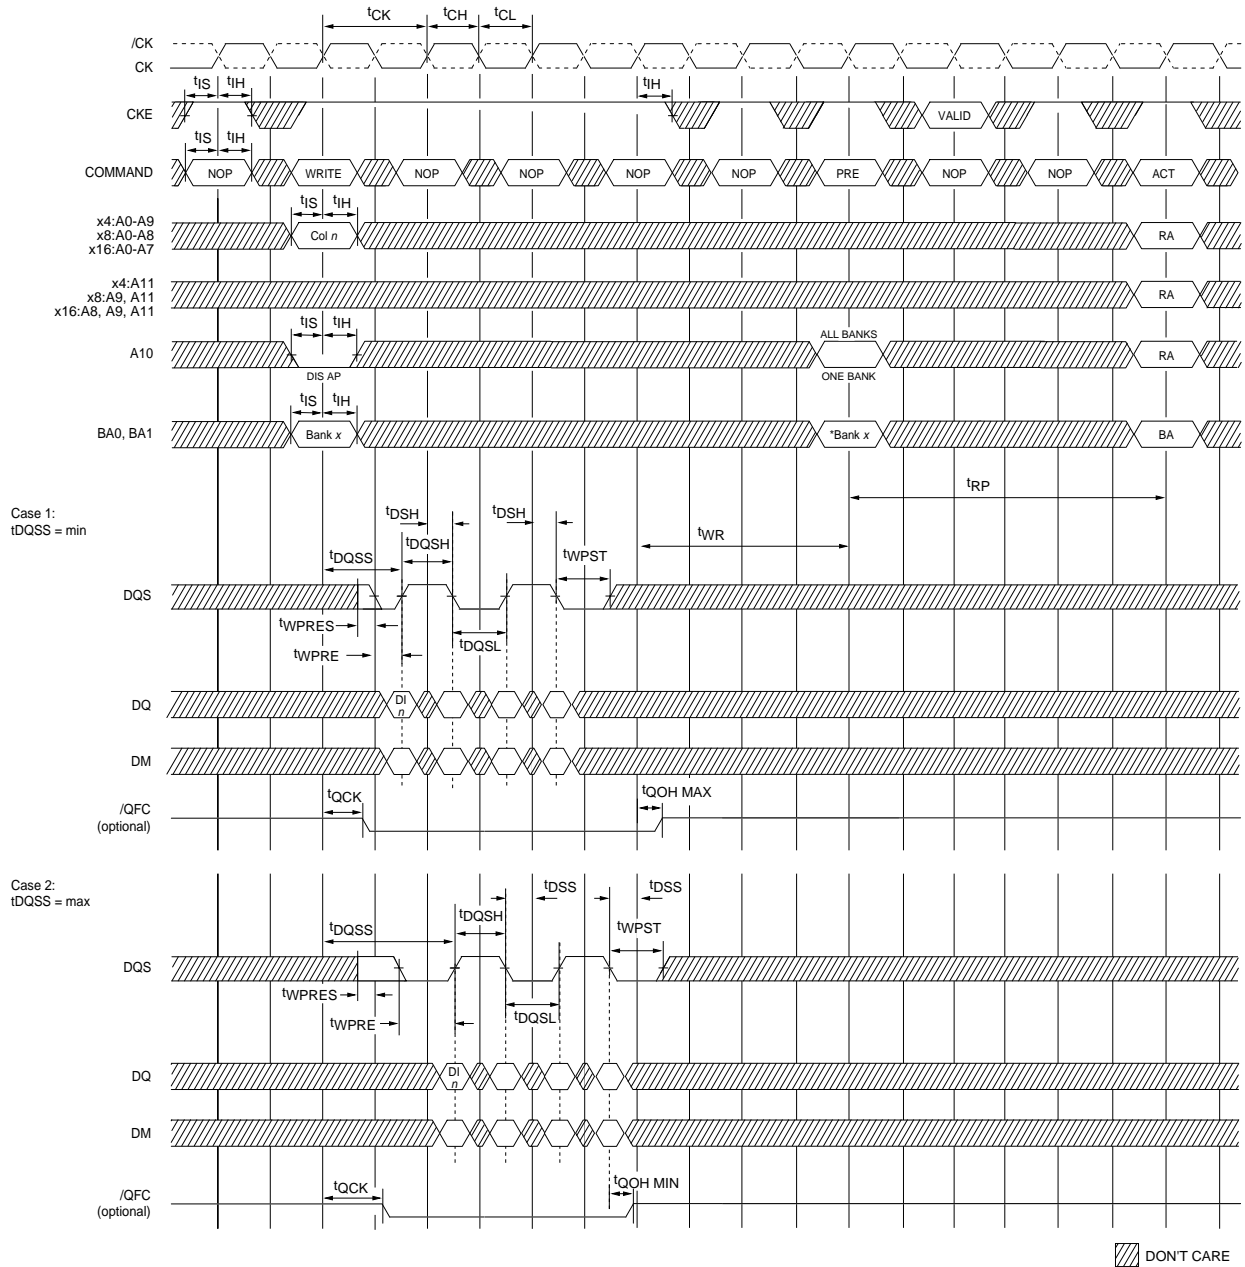 tCK tCH tCL
/CK
CK
tIS tIH tIH
CKE VALID
tIS tIH
COMMAND NOP WRITE NOP NOP NOP NOP PRE NOP NOP ACT
tIS tIH
x4:A0-A9
x8:A0-A8
x16:A0-A7
Col n RA
x4:A11
x8:A9, A11
x16:A8, A9, A11
RA
tIS tIH ALL BANKS
A10 RA
DIS AP ONE BANK
tIS tIH
BA0, BA1 Bank x *Bank x BA
tRP
Case 1:
tDQSS = min
tDSH tDSH
tDQSH tWR
tDQSS tWPST
DQS
tWPRES tDQSL
tWPRE
DQ DI
n
DM
tQCK tQOH MAX
/QFC
(optional)
Case 2:
tDQSS = max
tDSS tDSS
tDQSH
tDQSS tWPST
DQS
tWPRES
tDQSL
tWPRE
DQ DI
n
DM
tQCK tQOH MIN
/QFC
(optional)
DON'T CARE